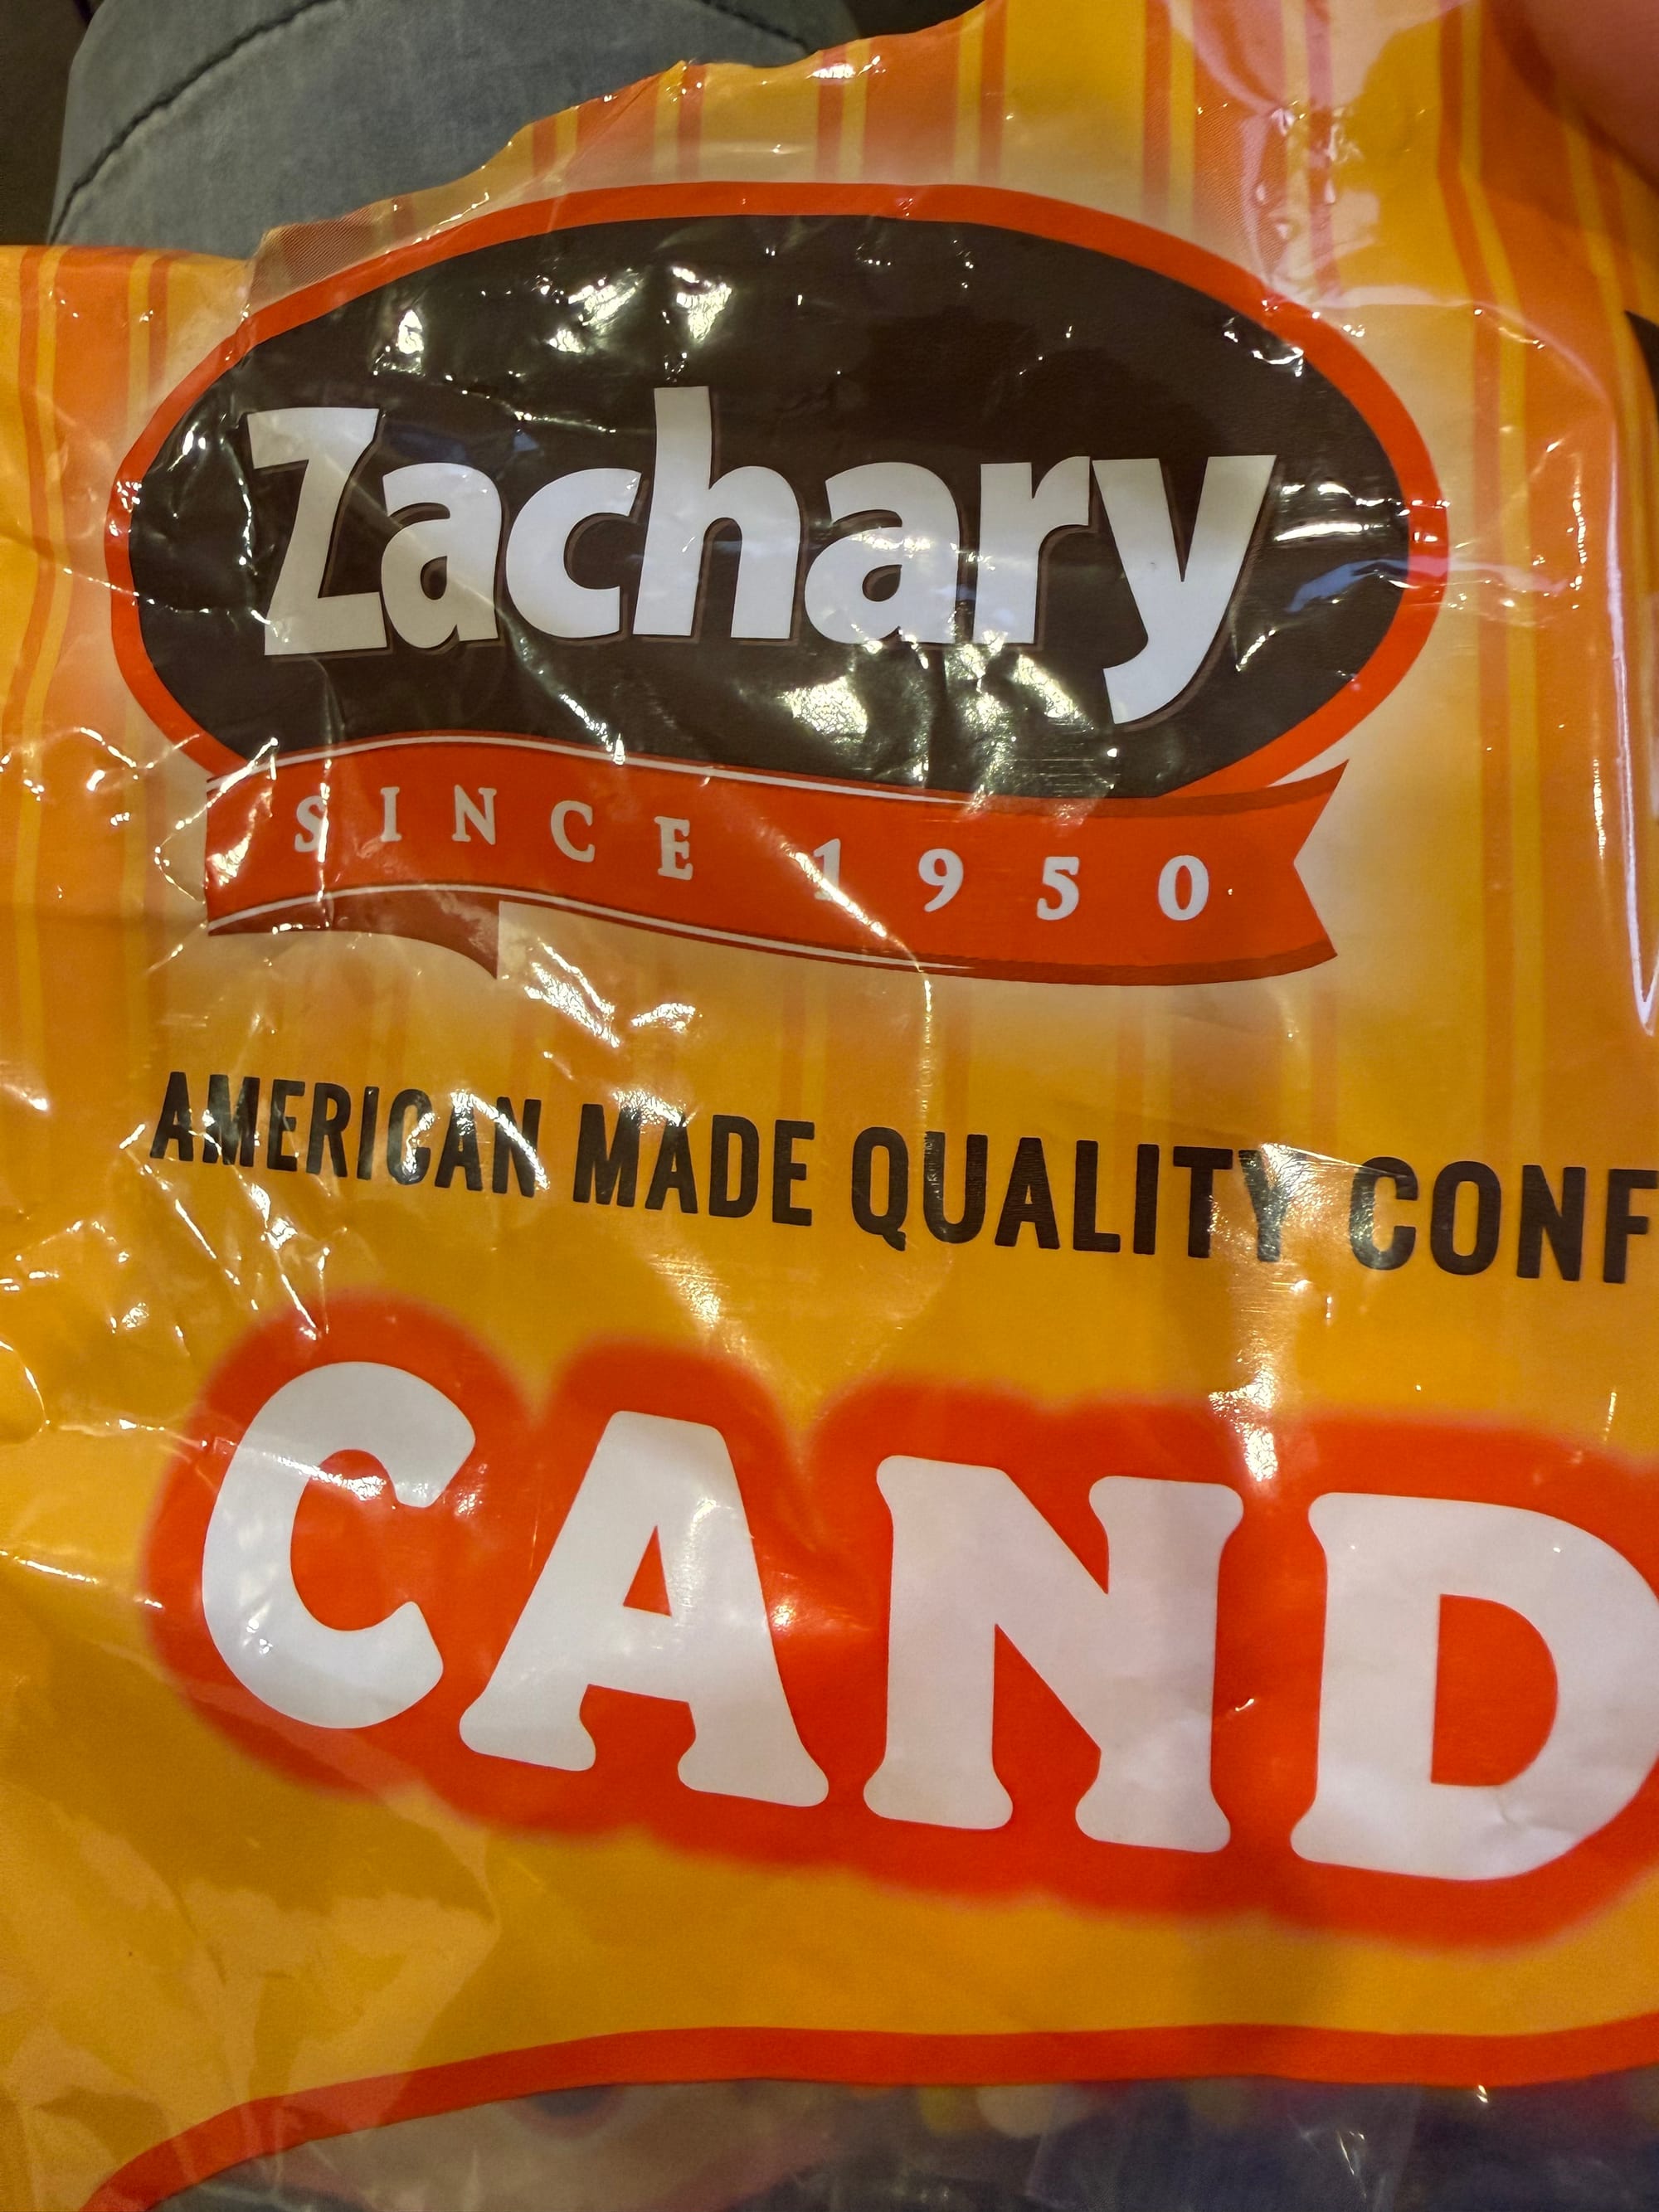 Zachary
SINCE 1950
AMERICAN MADE QUALITY CONF
CAND